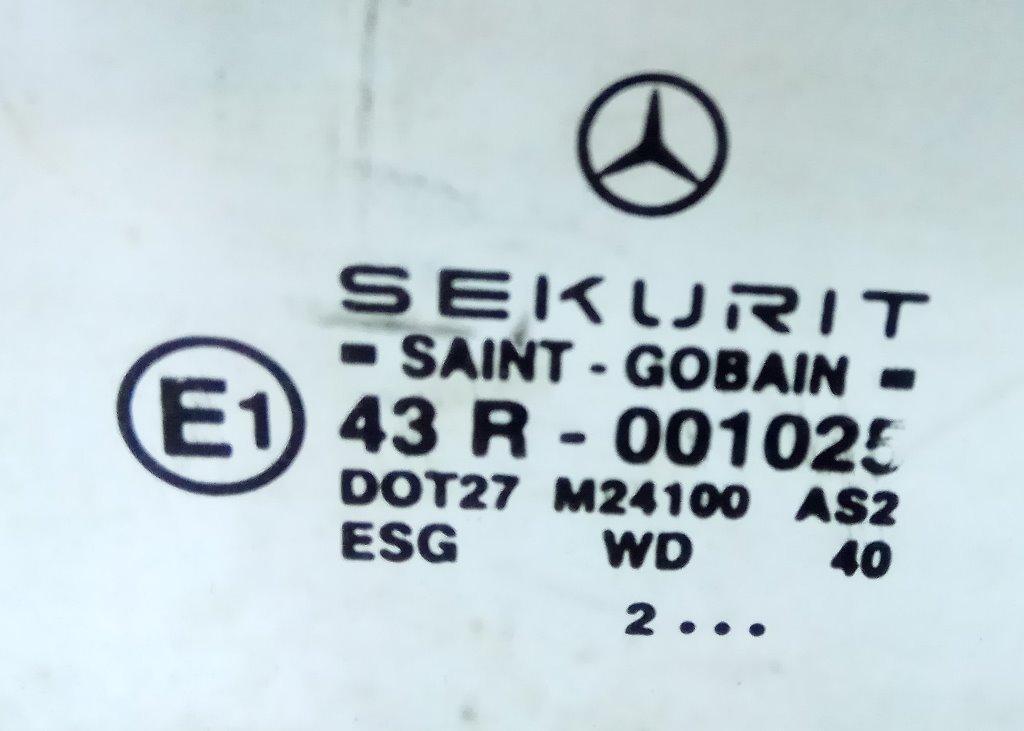 SEKURIT
- SAINT - GOBAIN -
E1
43 R - 001025
DOT27 M24100 AS2
ESG WD 40
2...